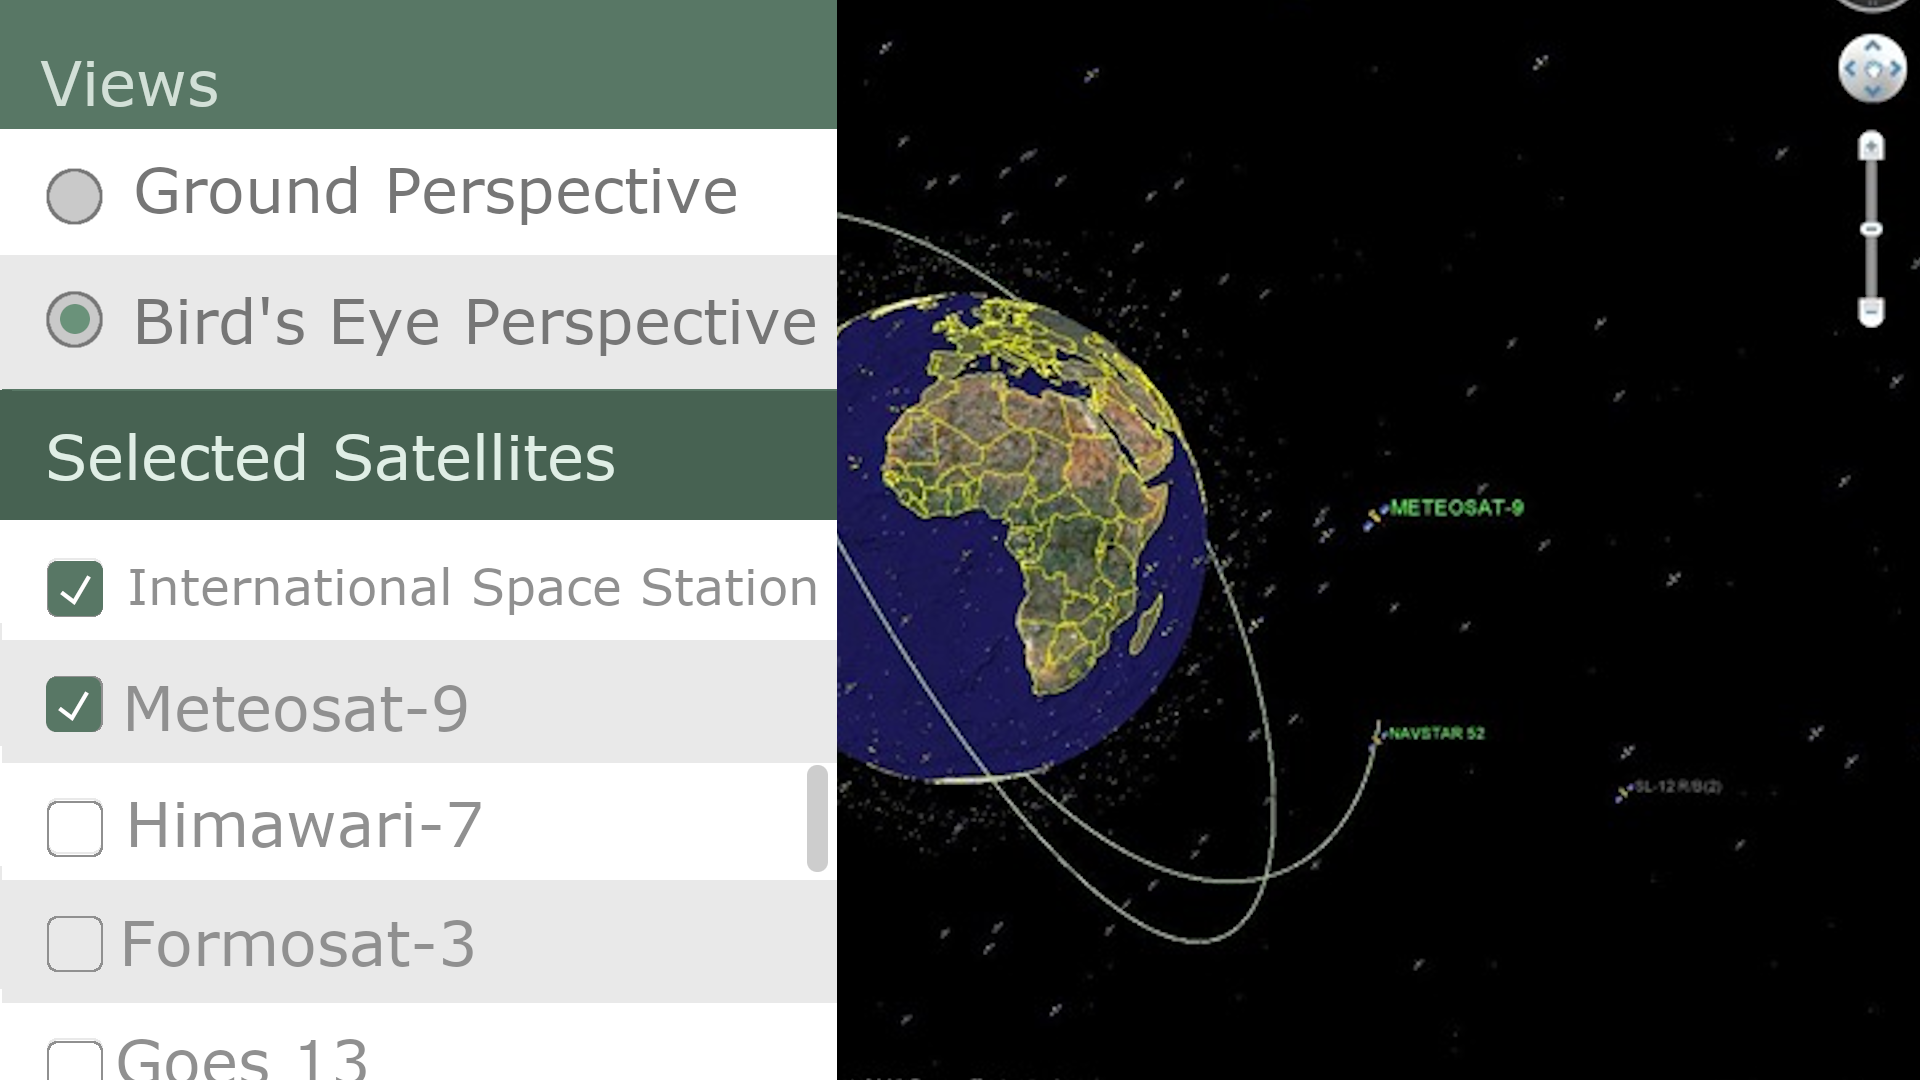 Views
Ground Perspective
Bird's Eye Perspective
Selected Satellites
International Space Station
Meteosat-9
Himawari-7
Formosat-3
Goes 13
METEOSAT-9
NAVSTAR 52
SL-12 R/B(2)